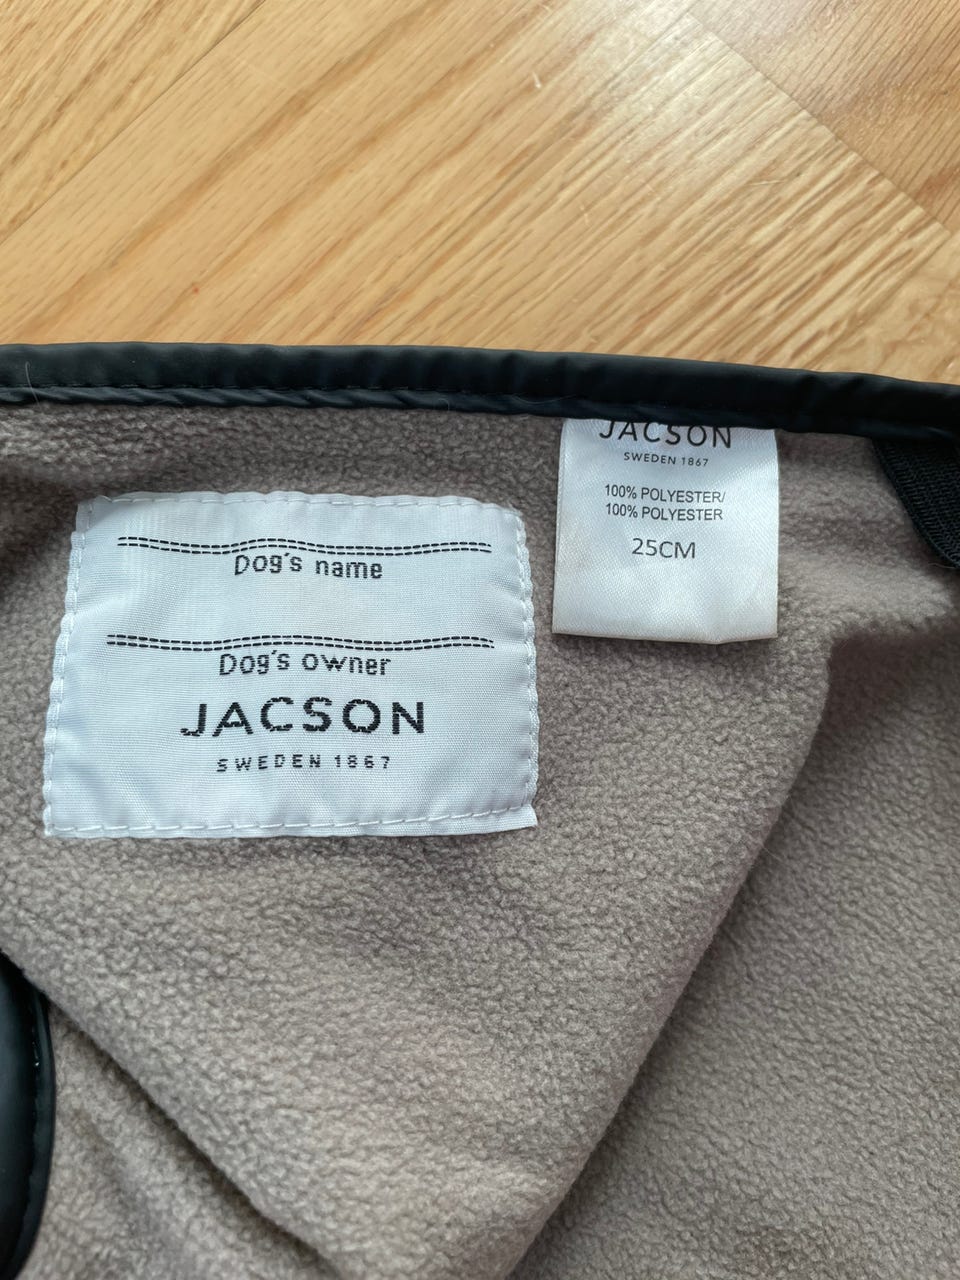 Dog's name
Dog's owner
JACSON
SWEDEN 1867
JACSON
SWEDEN 1867
100% POLYESTER/
100% POLYESTER
25CM